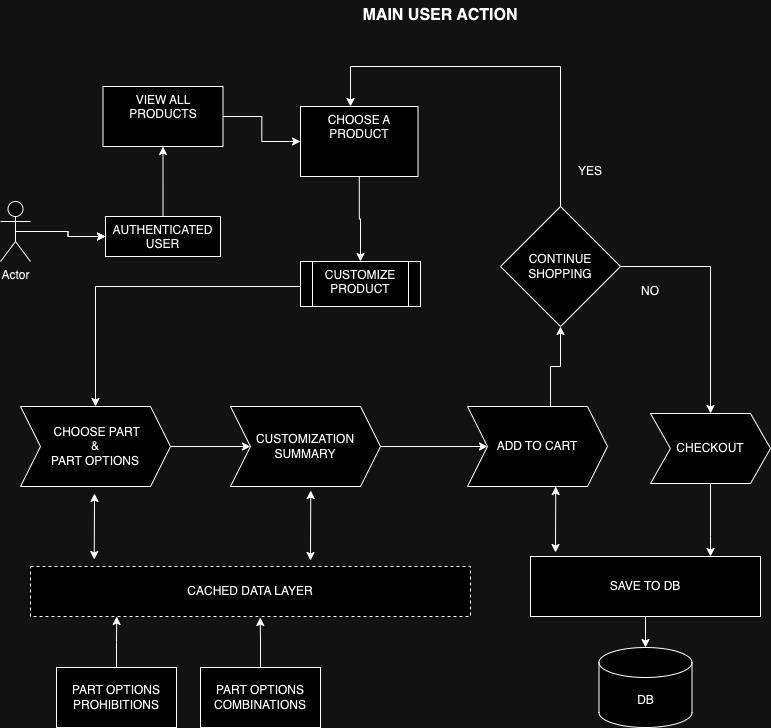 MAIN USER ACTION
VIEW ALL
PRODUCTS
CHOOSE A
PRODUCT
YES
AUTHENTICATED
USER
Actor
CONTINUE
SHOPPING
CUSTOMIZE
PRODUCT
NO
CHOOSE PART
&
PART OPTIONS
CUSTOMIZATION
SUMMARY
ADD TO CART
CHECKOUT
CACHED DATA LAYER
SAVE TO DB
PART OPTIONS
PROHIBITIONS
PART OPTIONS
COMBINATIONS
DB